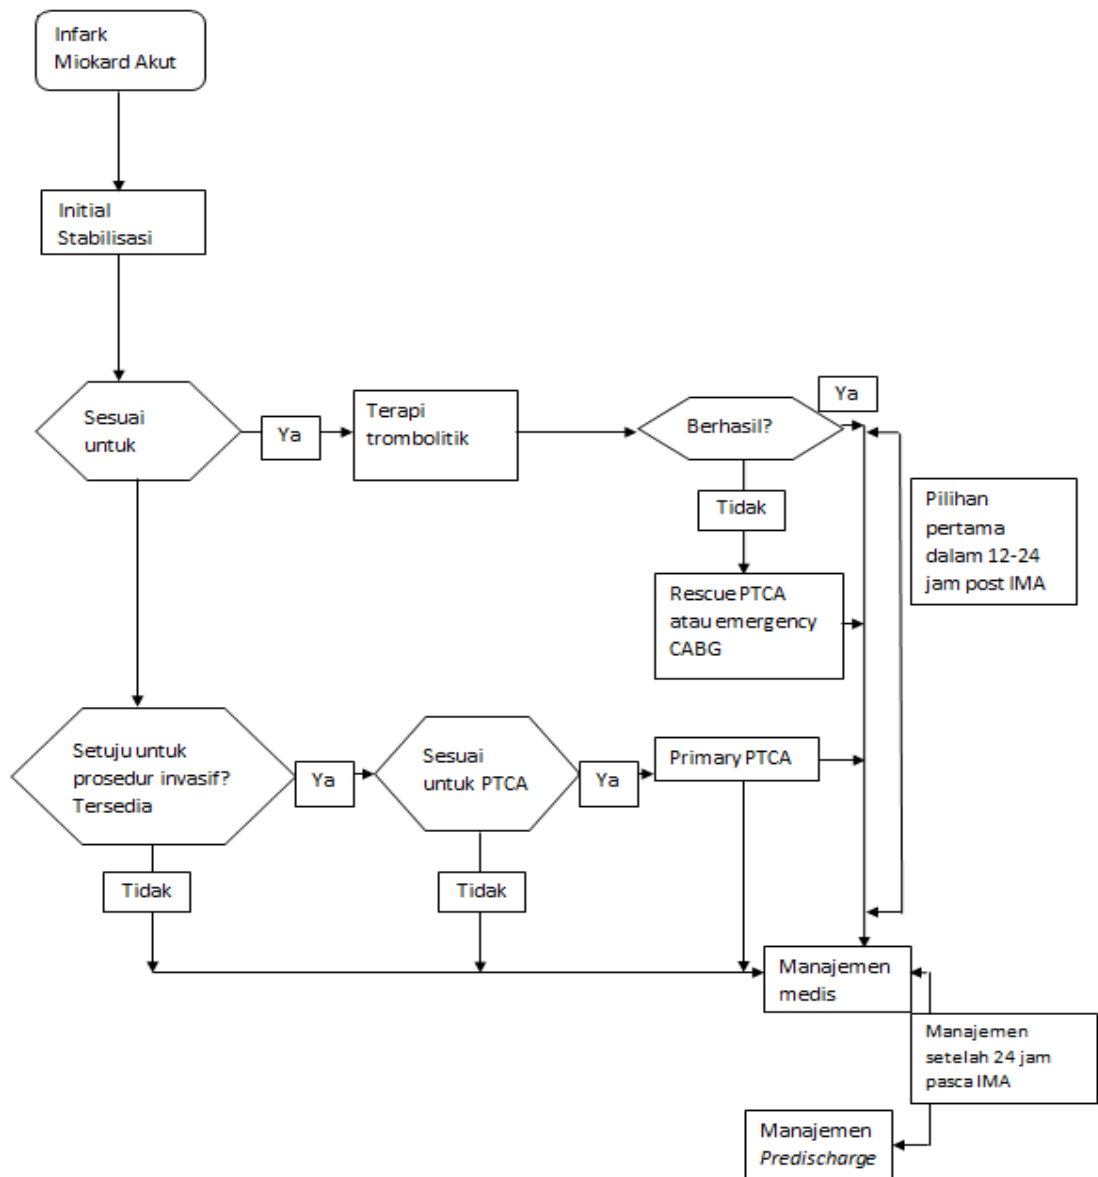 Infark
Miokard Akut
Initial
Stabilisasi
Sesuai
untuk
Ya
Terapi
trombolitik
Berhasil?
Ya
Tidak
Rescue PTCA
atau emergency
CABG
Pilihan
pertama
dalam 12-24
jam post IMA
Setuju untuk
prosedur invasif?
Tersedia
Ya
Sesuai
untuk PTCA
Ya
Primary PTCA
Tidak
Tidak
Manajemen
medis
Manajemen
setelah 24 jam
pasca IMA
Manajemen
Predischarge